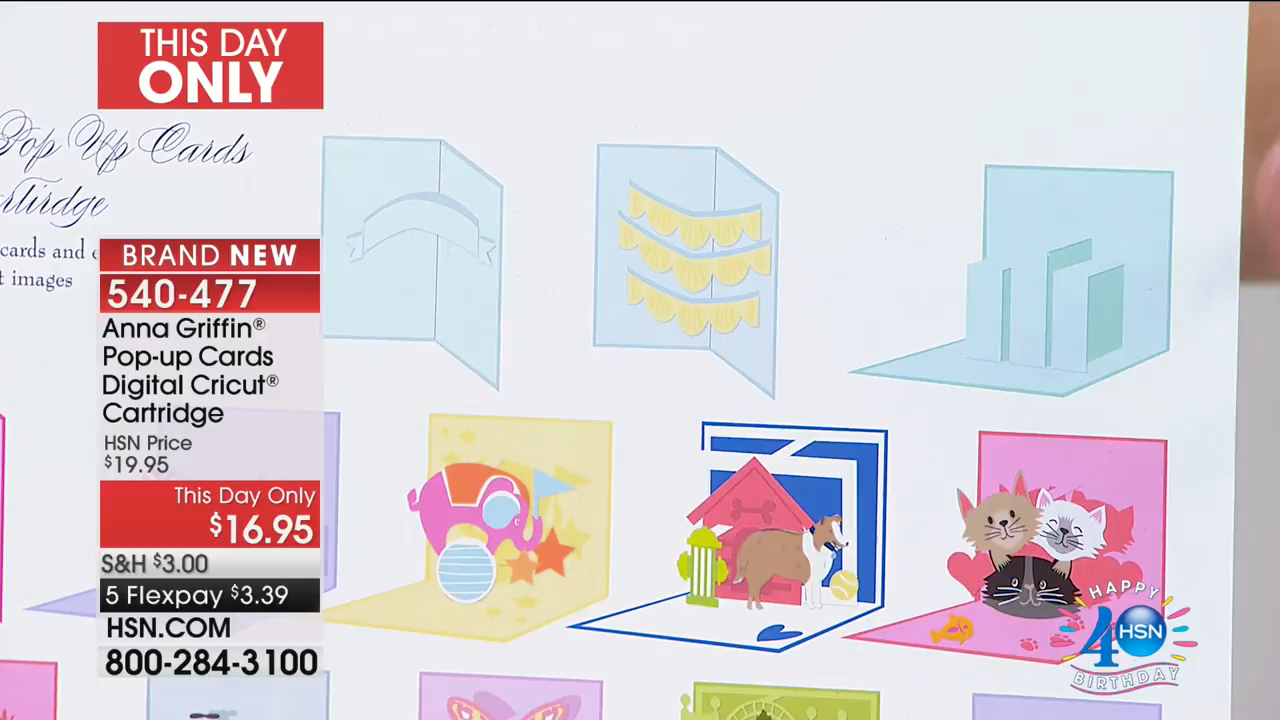 THIS DAY
ONLY
Pop Up Cards
cards and
images
BRAND NEW
540-477
Anna Griffin®
Pop-up Cards
Digital Cricut®
Cartridge
HSN Price
$19.95
This Day Only
$16.95
S&H $3.00
5 Flexpay $3.39
HSN.COM
800-284-3100
HAPPY
40
HSN
BIRTHDAY